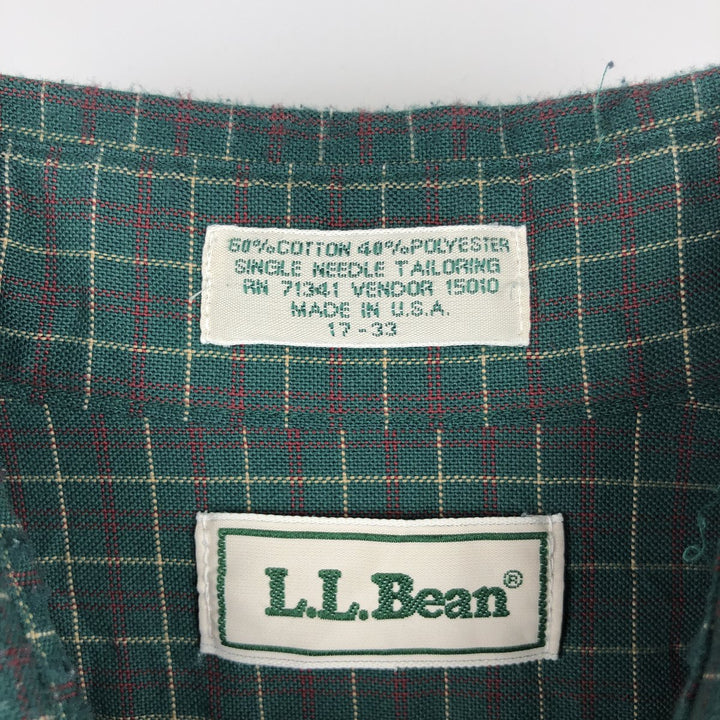 60% COTTON 40% POLYESTER
SINGLE NEEDLE TAILORING
RN 71341 VENDOR 15010
MADE IN U.S.A.
17-33
L.L.Bean®